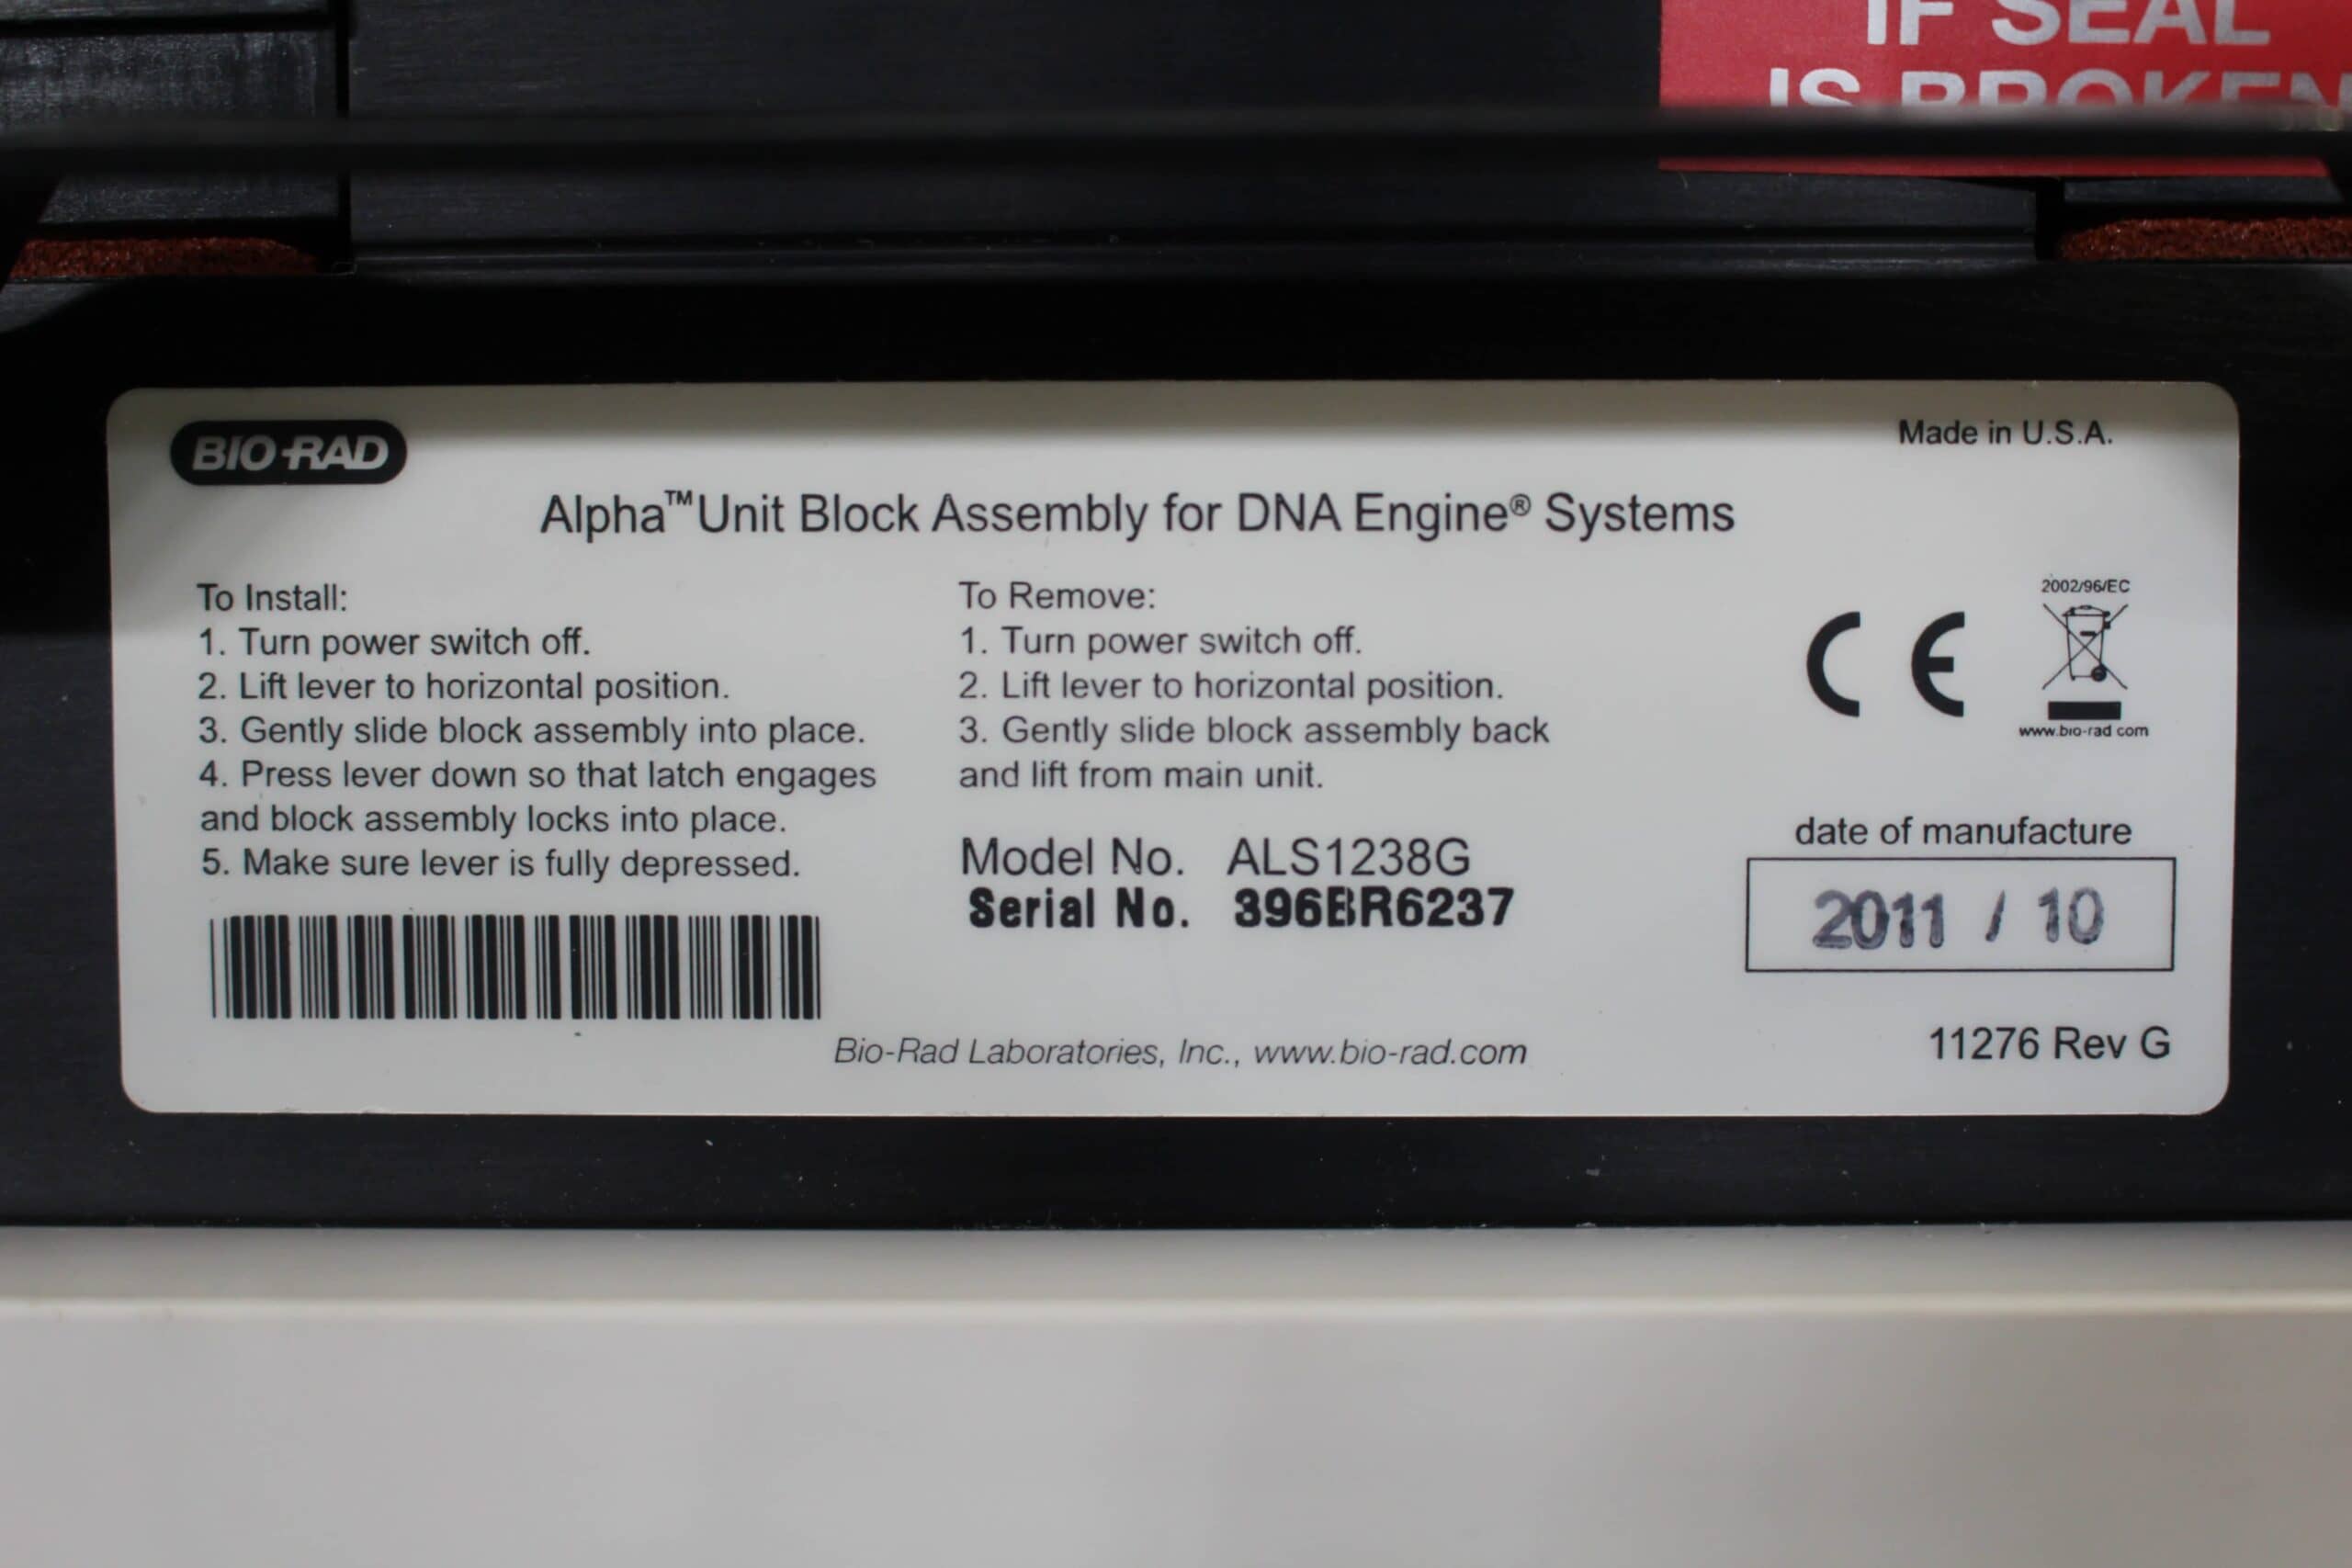 IF SEAL
IS BROKEN
BIO-RAD
Made in U.S.A.
Alpha™ Unit Block Assembly for DNA Engine® Systems
To Install:
1. Turn power switch off.
2. Lift lever to horizontal position.
3. Gently slide block assembly into place.
4. Press lever down so that latch engages
and block assembly locks into place.
5. Make sure lever is fully depressed.
To Remove:
1. Turn power switch off.
2. Lift lever to horizontal position.
3. Gently slide block assembly back
and lift from main unit.
Model No. ALS1238G
Serial No. 396BR6237
2002/96/EC
CE
www.bio-rad.com
date of manufacture
2011 / 10
Bio-Rad Laboratories, Inc., www.bio-rad.com
11276 Rev G